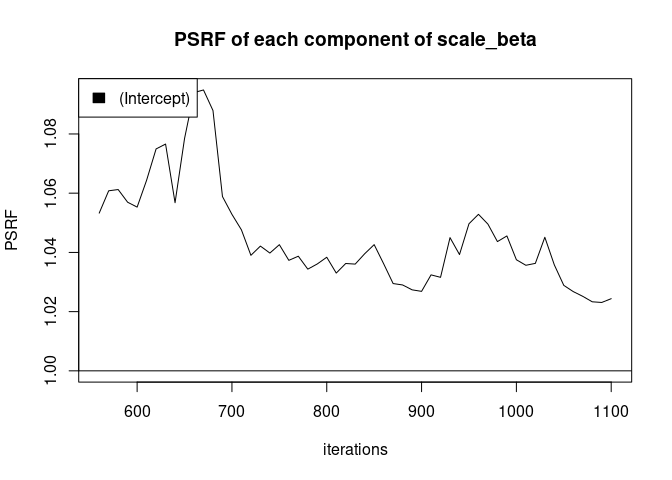 PSRF of each component of scale_beta
(Intercept)
PSRF
1.08
1.06
1.04
1.02
1.00
600 700 800 900 1000 1100
iterations